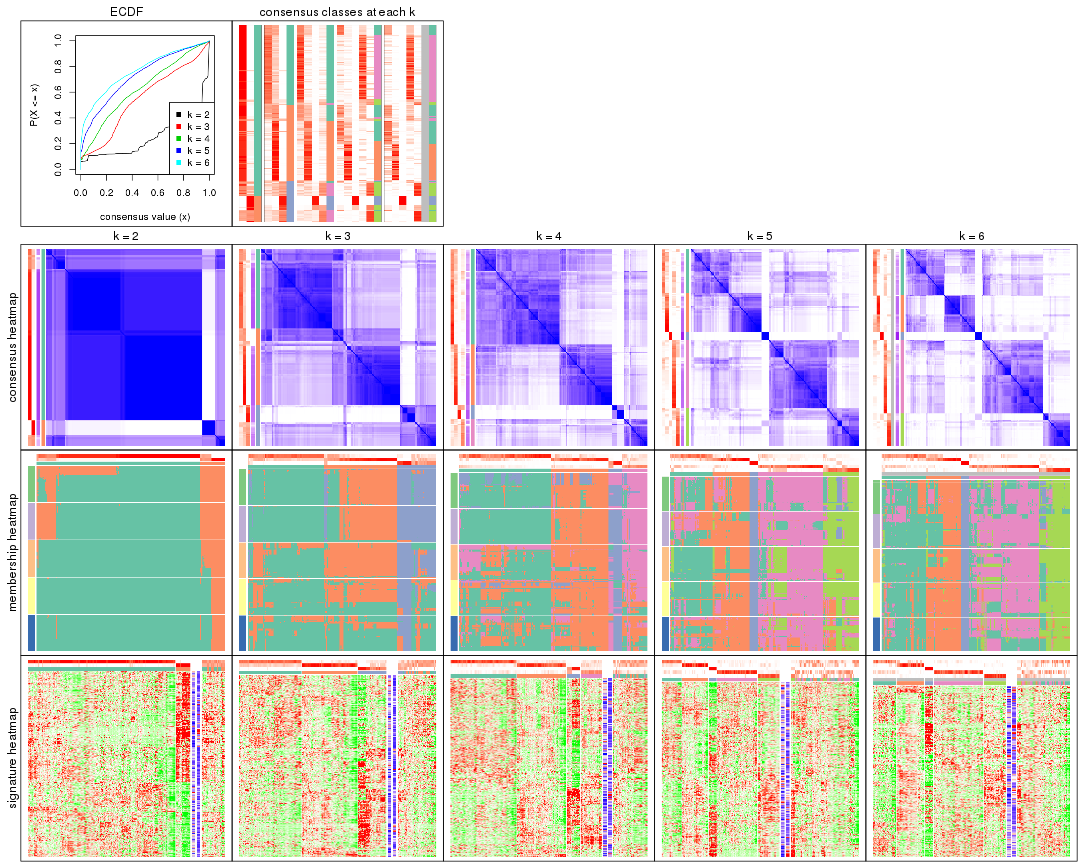 ECDF
consensus classes at each k
P(X <= x)
0.0 0.2 0.4 0.6 0.8 1.0
k = 2
k = 3
k = 4
k = 5
k = 6
0.0 0.2 0.4 0.6 0.8 1.0
consensus value (x)
k = 2
k = 3
k = 4
k = 5
k = 6
consensus heatmap
membership heatmap
signature heatmap